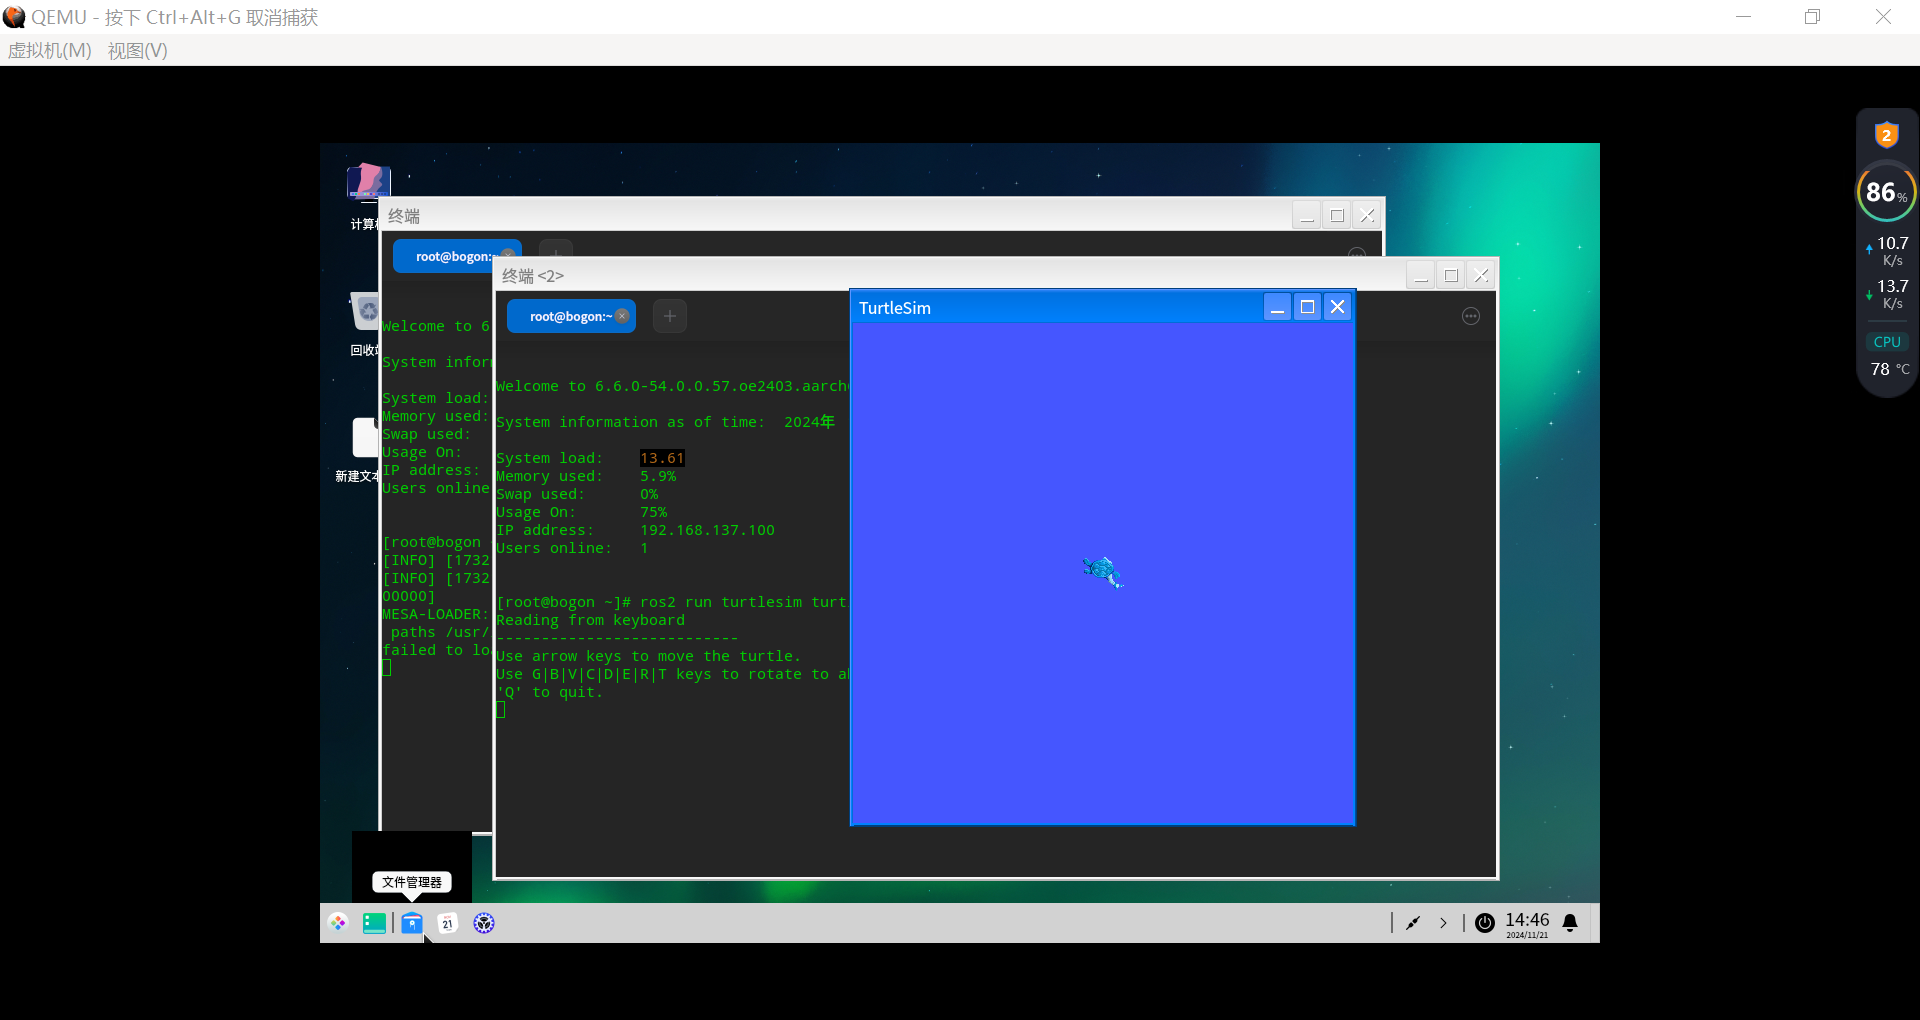 QEMU - 按下 Ctrl+Alt+G 取消捕获
虚拟机(M) 视图(V)
2
86%
10.7
K/s
13.7
K/s
CPU
78 °C
计算
回收
新建文本
终端
root@bogon:~
Welcome to 6
System infor
System load:
Memory used:
Swap used:
Usage On:
IP address:
Users online
[root@bogon
[INFO] [1732
[INFO] [1732
00000]
MESA-LOADER:
paths /usr/
failed to lo
终端 <2>
root@bogon:~
Welcome to 6.6.0-54.0.0.57.oe2403.aarch
System information as of time: 2024年
System load: 13.61
Memory used: 5.9%
Swap used: 0%
Usage On: 75%
IP address: 192.168.137.100
Users online: 1
[root@bogon ~]# ros2 run turtlesim turt
Reading from keyboard
---------------------------
Use arrow keys to move the turtle.
Use G|B|V|C|D|E|R|T keys to rotate to a
'Q' to quit.
TurtleSim
文件管理器
21
14:46
2024/11/21